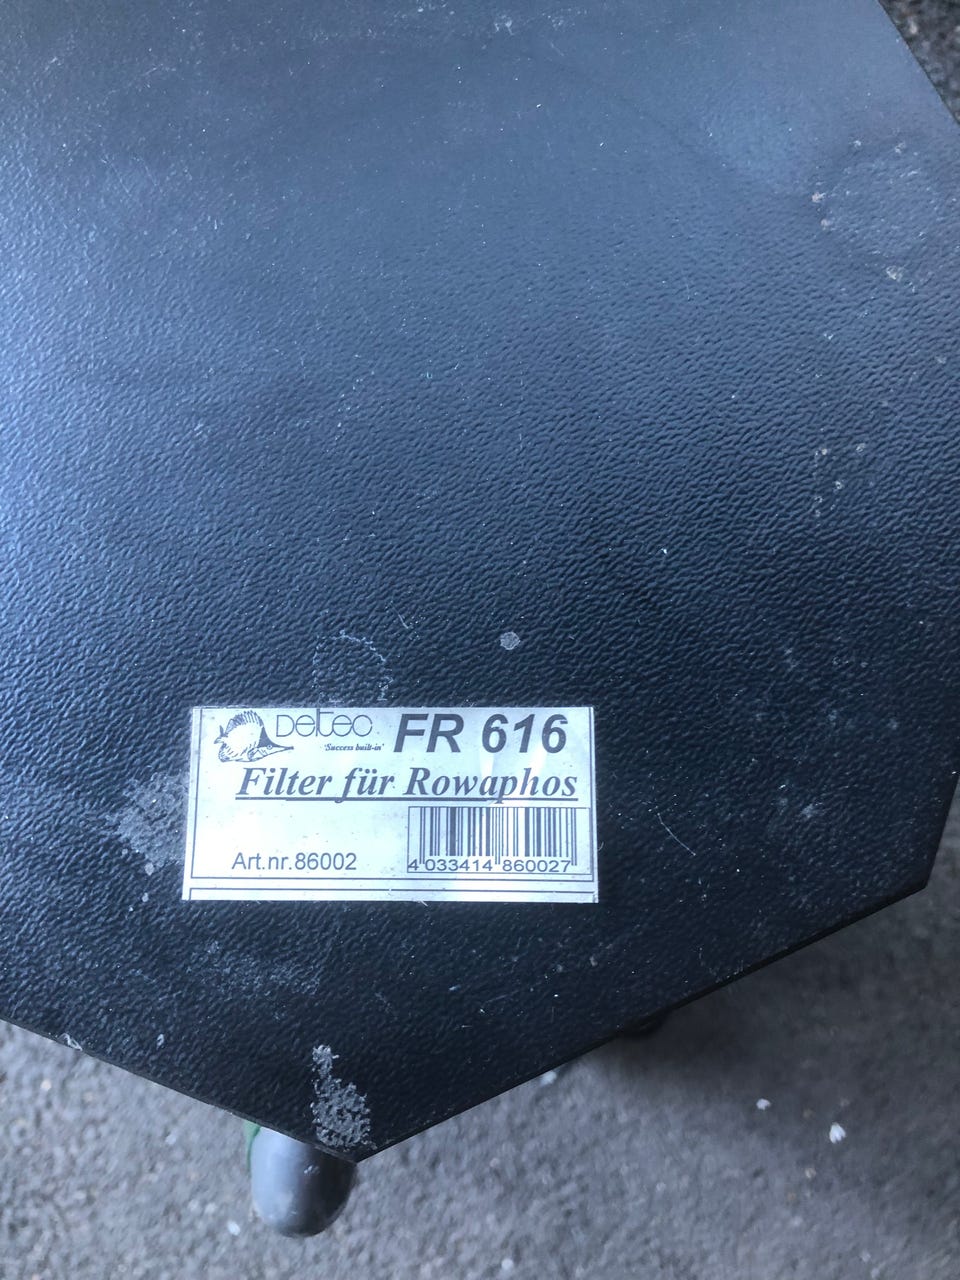 Deltec FR 616
'Success built-in'
Filter für Rowaphos
Art.nr.86002
4 033414 860027